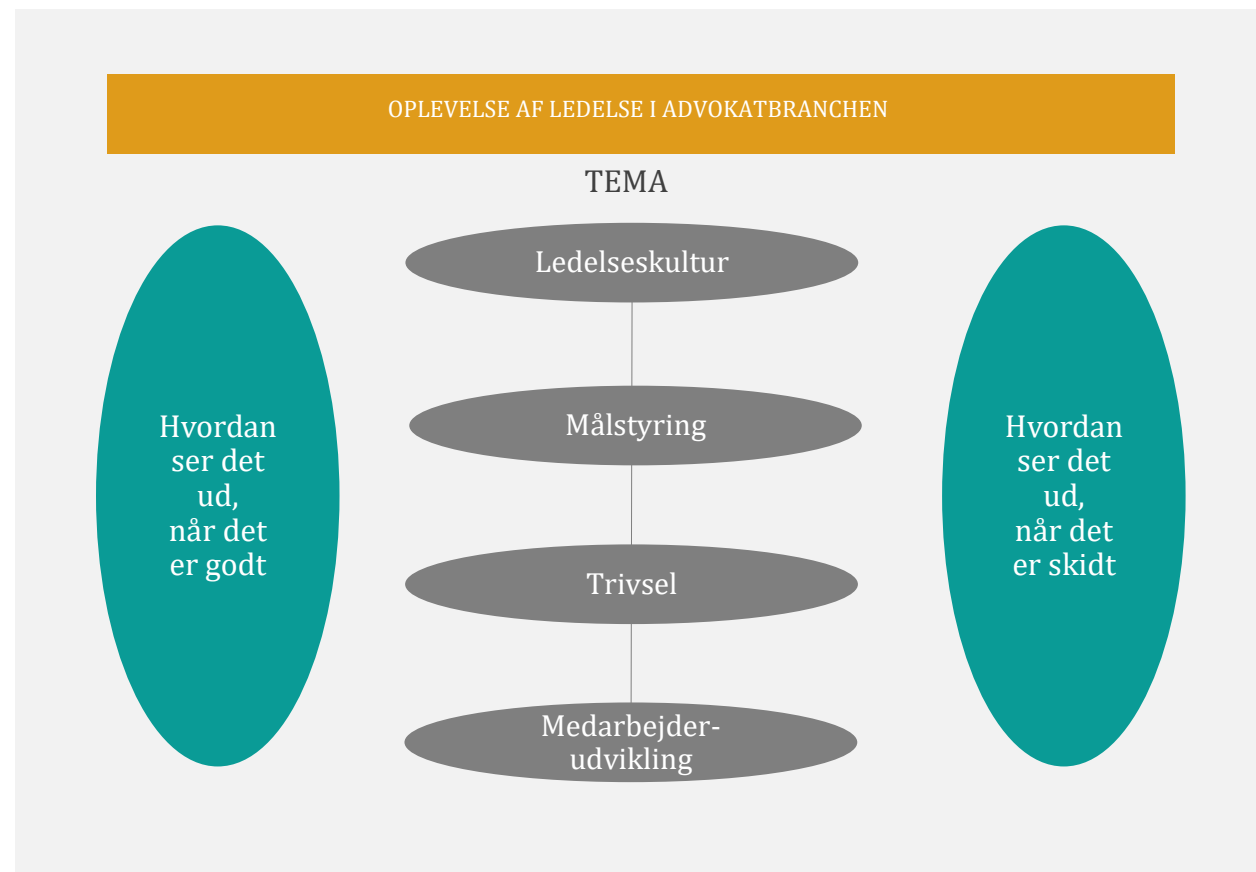 OPLEVELSE AF LEDELSE I ADVOKATBRANCHEN
TEMA
Hvordan
ser det
ud,
når det
er godt
Ledelseskultur
Målstyring
Trivsel
Medarbejder-
udvikling
Hvordan
ser det
ud,
når det
er skidt